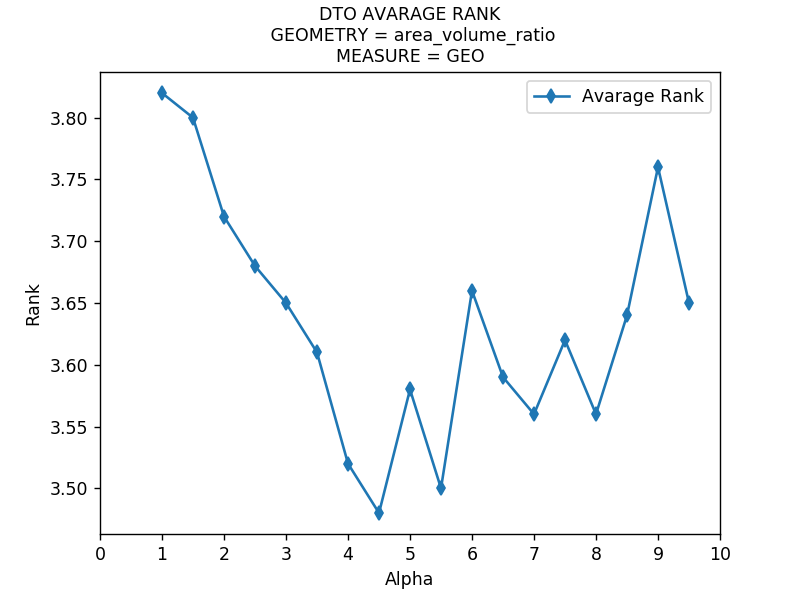 DTO AVARAGE RANK
GEOMETRY = area_volume_ratio
MEASURE = GEO
Avarage Rank
3.80
3.75
3.70
3.65
3.60
3.55
3.50
Rank
0 1 2 3 4 5 6 7 8 9 10
Alpha